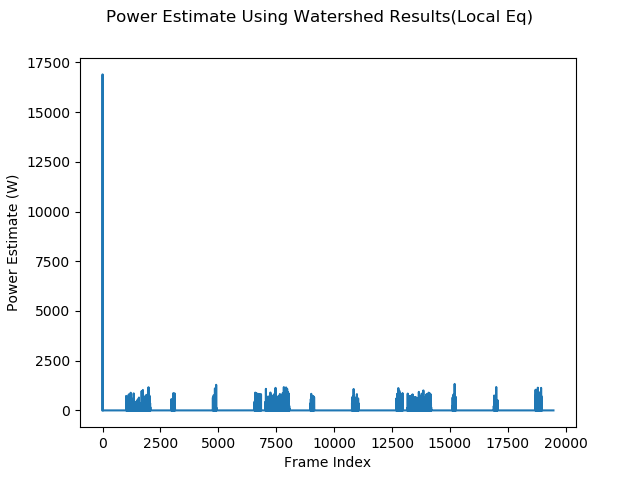 Power Estimate Using Watershed Results(Local Eq)
17500
15000
12500
10000
7500
5000
2500
0
Power Estimate (W)
0 2500 5000 7500 10000 12500 15000 17500 20000
Frame Index